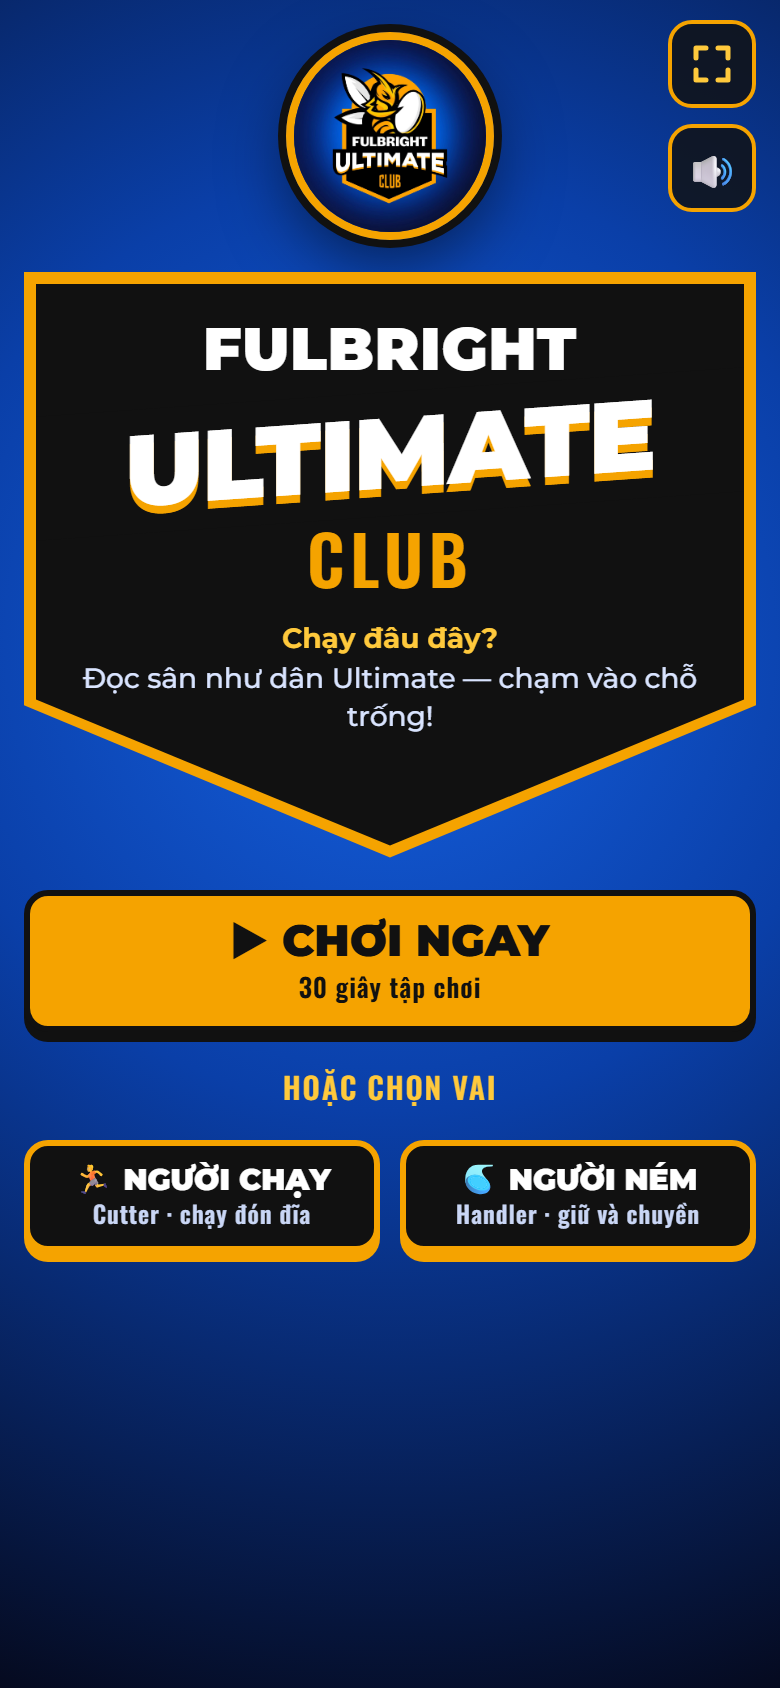 FULBRIGHT
ULTIMATE
CLUB
FULBRIGHT
ULTIMATE
CLUB
Chạy đâu đây?
Đọc sân như dân Ultimate — chạm vào chỗ
trống!
▶ CHƠI NGAY
30 giây tập chơi
HOẶC CHỌN VAI
NGƯỜI CHẠY
Cutter · chạy đón đĩa
NGƯỜI NÉM
Handler · giữ và chuyền